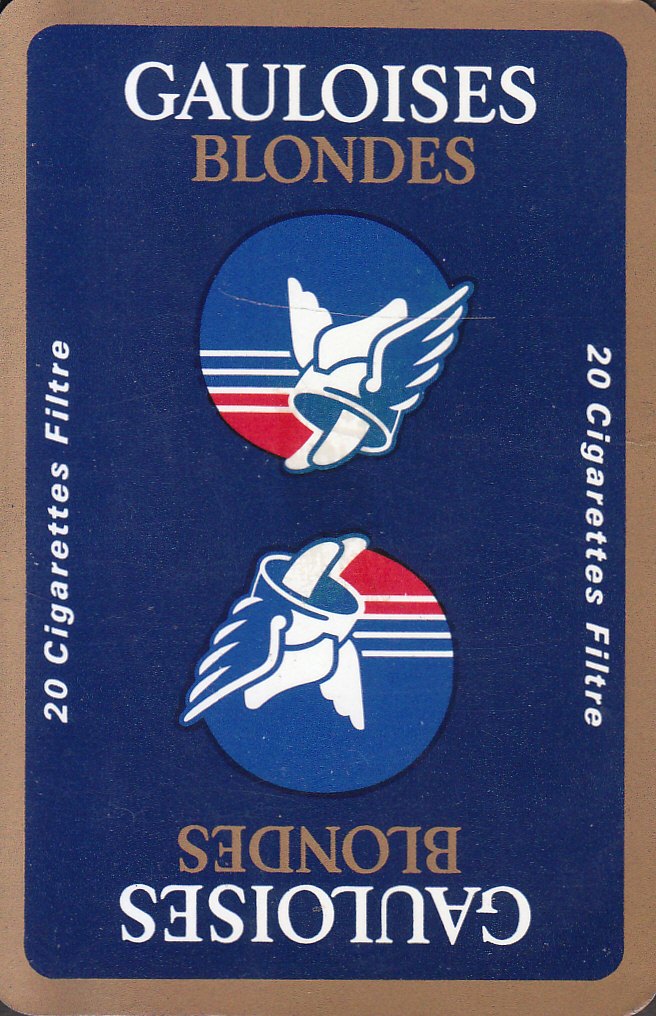 GAULOISES
BLONDES
20 Cigarettes Filtre
20 Cigarettes Filtre
BLONDES
GAULOISES